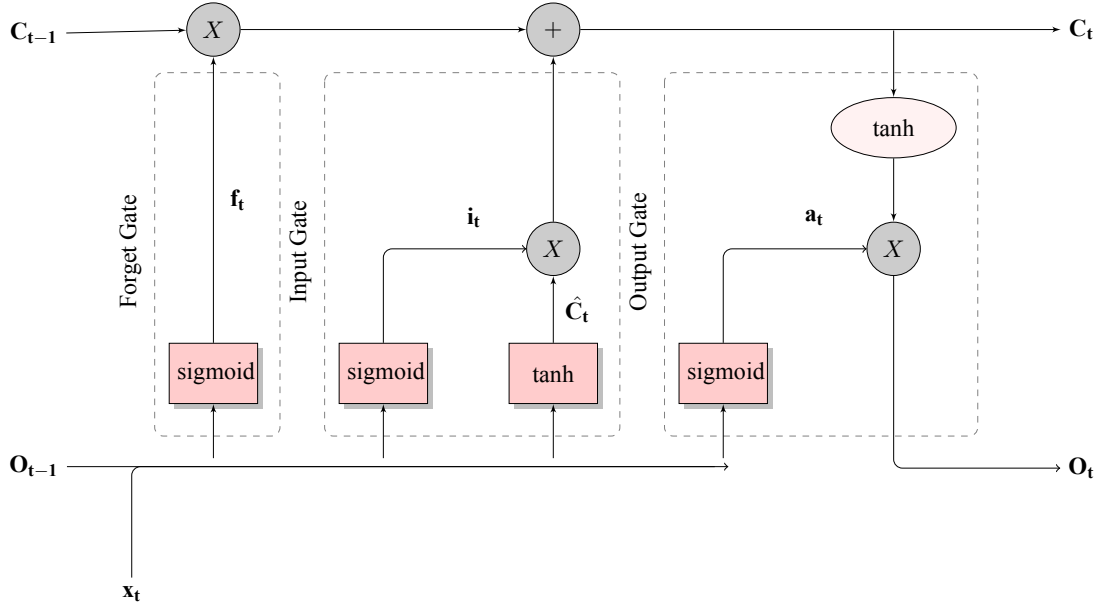 C_{t−1}
X
+
C_t
tanh
Forget Gate
f_t
Input Gate
i_t
X
Output Gate
a_t
X
Ĉ_t
sigmoid
sigmoid
tanh
sigmoid
O_{t−1}
O_t
x_t